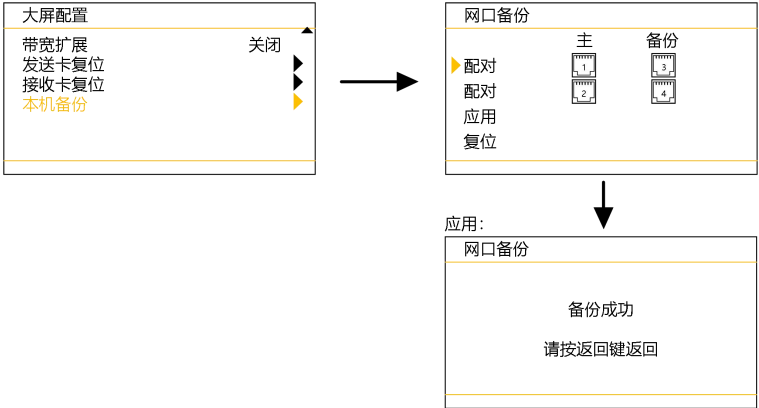 大屏配置
带宽扩展 关闭
发送卡复位
接收卡复位
本机备份
网口备份
主 备份
配对 1 3
配对 2 4
应用
复位
应用：
网口备份
备份成功
请按返回键返回